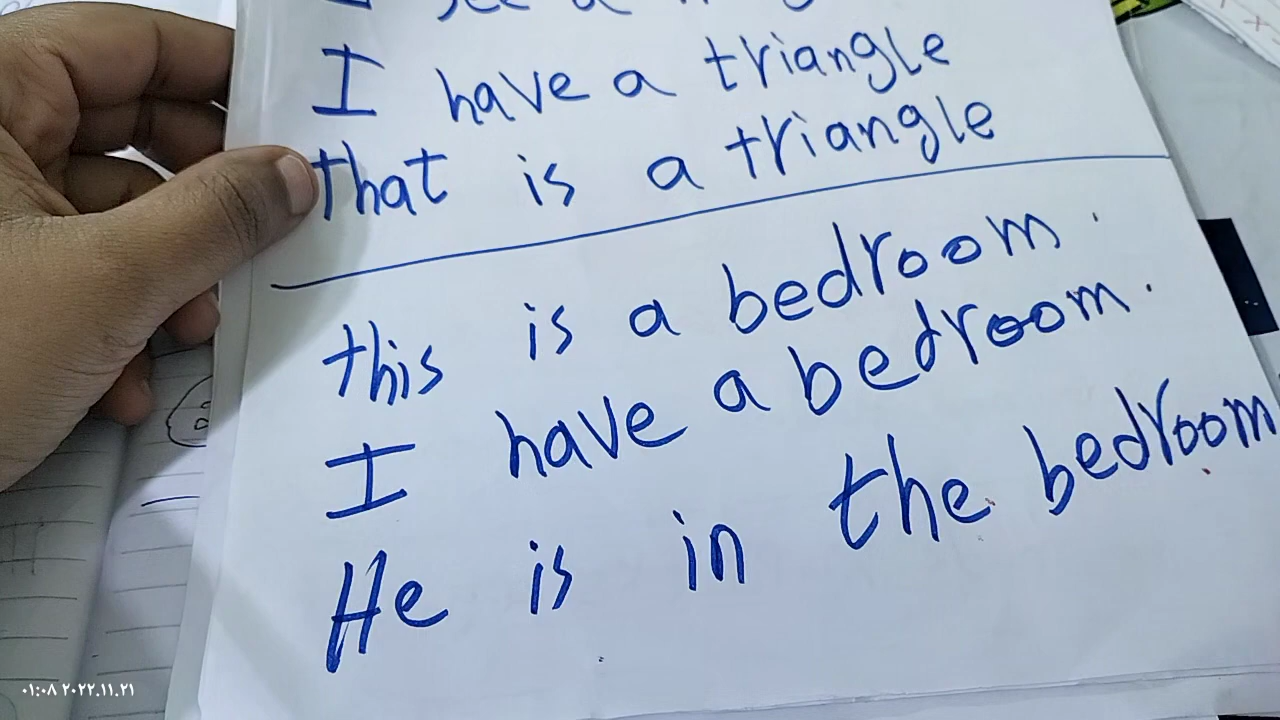 I see a
I have a triangle
that is a triangle
this is a bedroom.
I have a bedroom.
He is in the bedroom
٠١:٠٨ ٢٠٢٢.١١.٢١